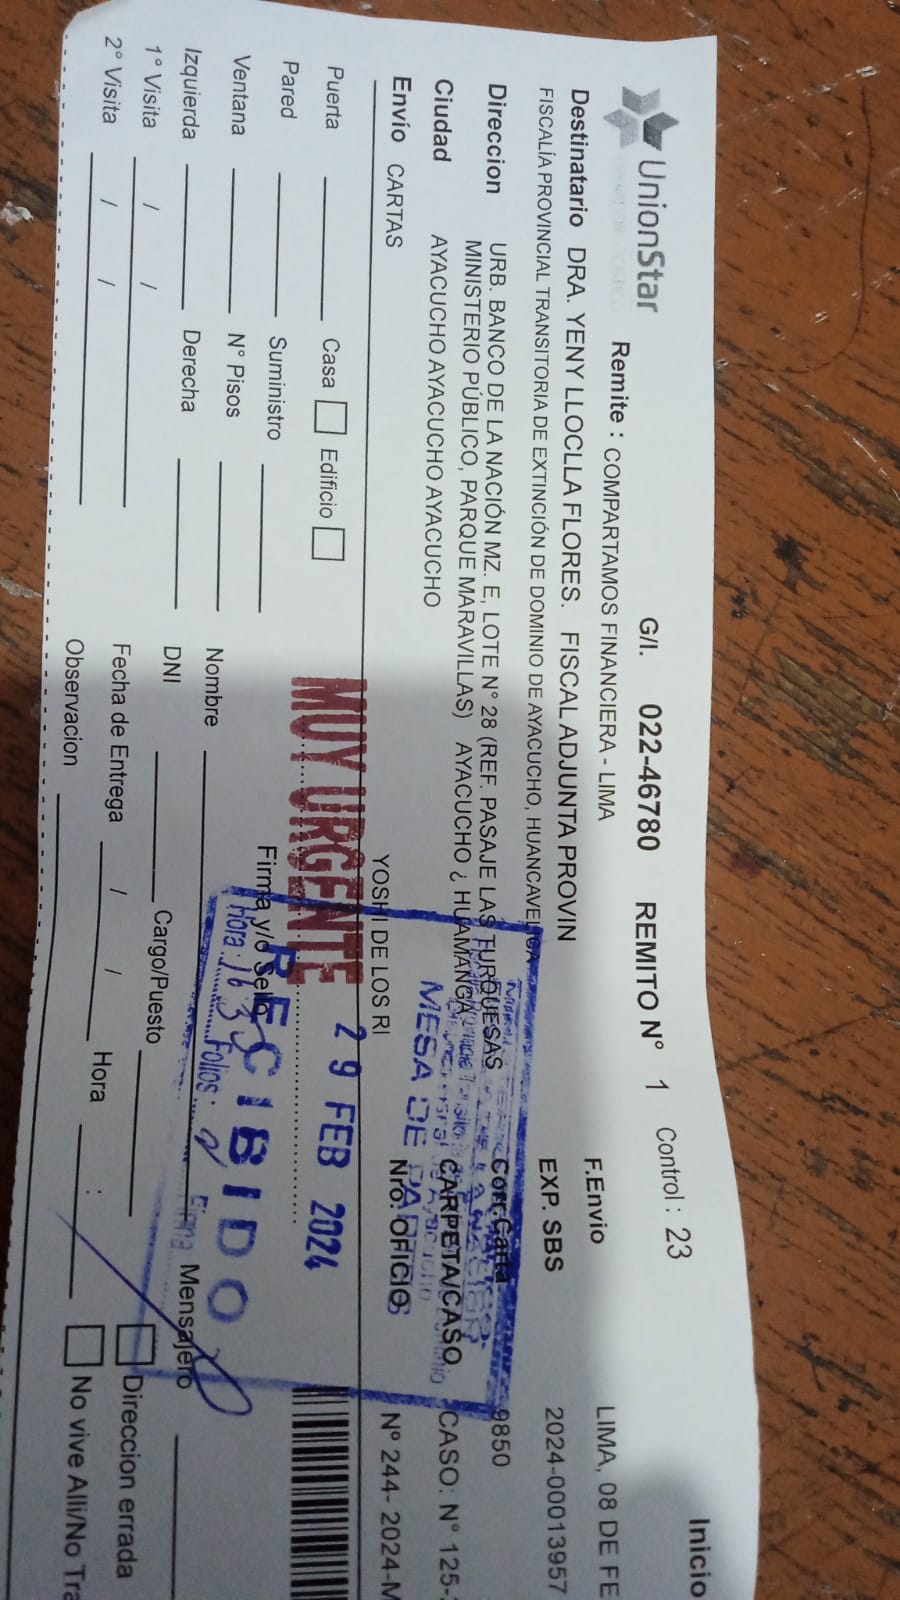 Inicio
UnionStar G/I. 022-46780 REMITO N° 1 Control : 23
Remite : COMPARTAMOS FINANCIERA - LIMA F.Envio LIMA, 08 DE FE
Destinatario DRA. YENY LLOCLLA FLORES. FISCAL ADJUNTA PROVIN EXP. SBS 2024-00013957
FISCALÍA PROVINCIAL TRANSITORIA DE EXTINCIÓN DE DOMINIO DE AYACUCHO, HUANCAVELICA
Direccion URB. BANCO DE LA NACIÓN MZ. E, LOTE N° 28 (REF. PASAJE LAS TURQUESAS Corr.Carta 9850
MINISTERIO PÚBLICO, PARQUE MARAVILLAS) AYACUCHO ¿ HUAMANGA CARPETA/CASO CASO: N° 125-
Ciudad AYACUCHO AYACUCHO AYACUCHO
Envío CARTAS YOSHI DE LOS RI Nro. OFICIO N° 244- 2024-M
MESA DE PARTES
MUY URGENTE
29 FEB 2024
RECIBIDO
Hora: 16 34 Folios: Firma
Puerta Casa Edificio
Pared Suministro Firma y/o Sello
Ventana N° Pisos Nombre Mensajero
Izquierda Derecha DNI Cargo/Puesto
1° Visita / / Fecha de Entrega / / Hora : Direccion errada
2° Visita / / Observacion No vive Alli/No Tra